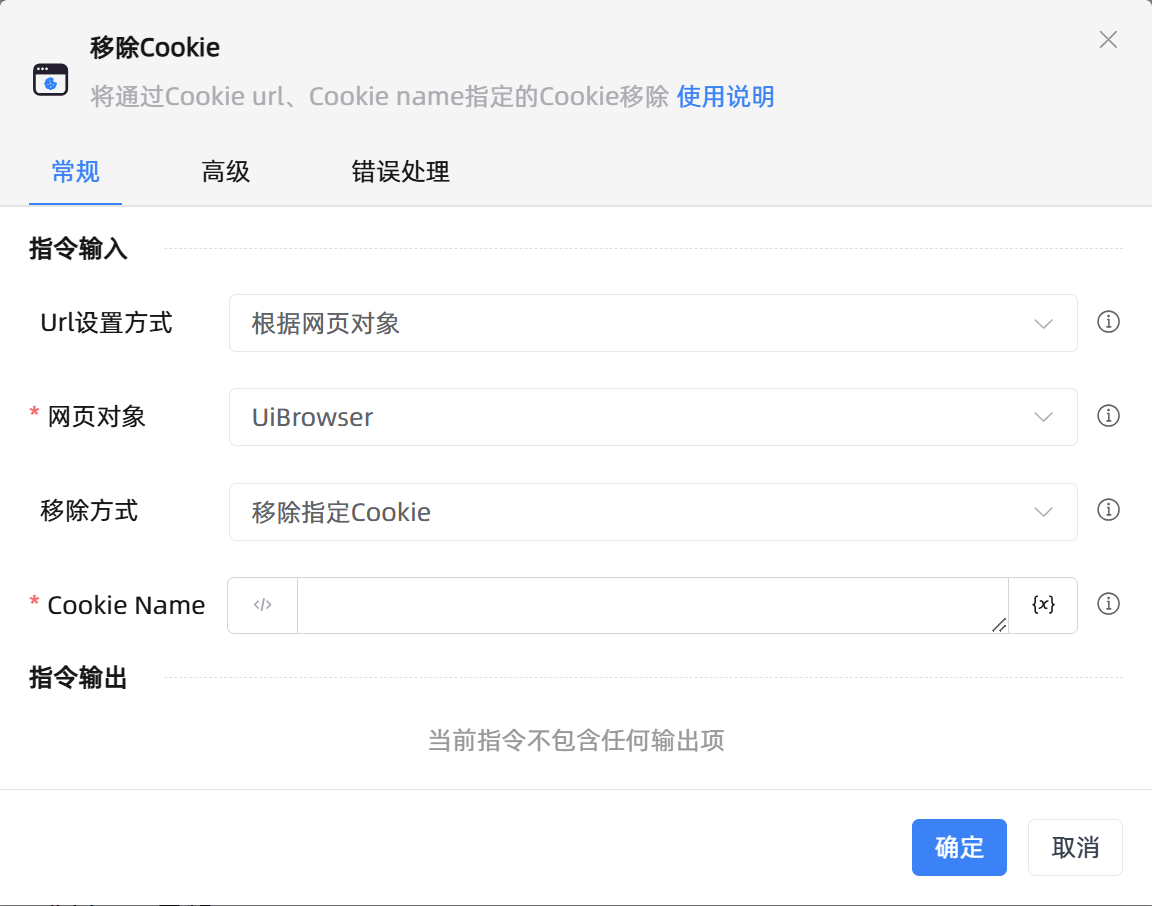 移除Cookie
将通过Cookie url、Cookie name指定的Cookie移除 使用说明
常规 高级 错误处理
指令输入
Url设置方式 根据网页对象
* 网页对象 UiBrowser
移除方式 移除指定Cookie
* Cookie Name </> {x}
指令输出
当前指令不包含任何输出项
确定 取消